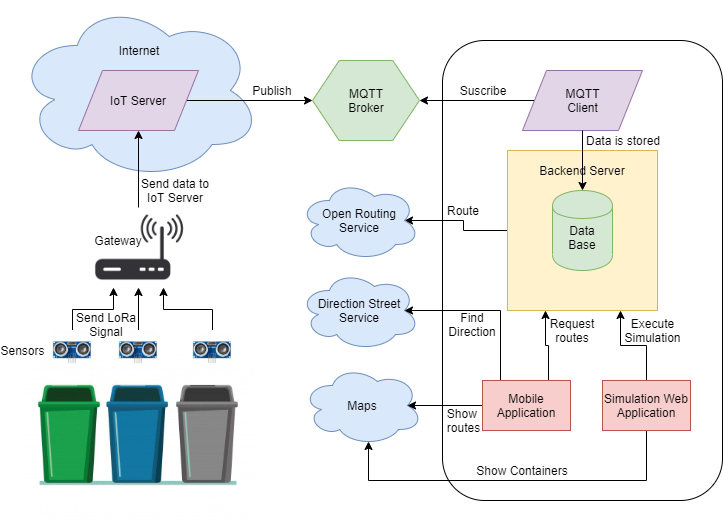 Internet
IoT Server
Publish
MQTT
Broker
Suscribe
MQTT
Client
Data is stored
Send data to
IoT Server
Backend Server
Data
Base
Open Routing
Service
Route
Gateway
Direction Street
Service
Find
Direction
Send LoRa
Signal
Request
routes
Execute
Simulation
Sensors
Maps
Show
routes
Mobile
Application
Simulation Web
Application
Show Containers